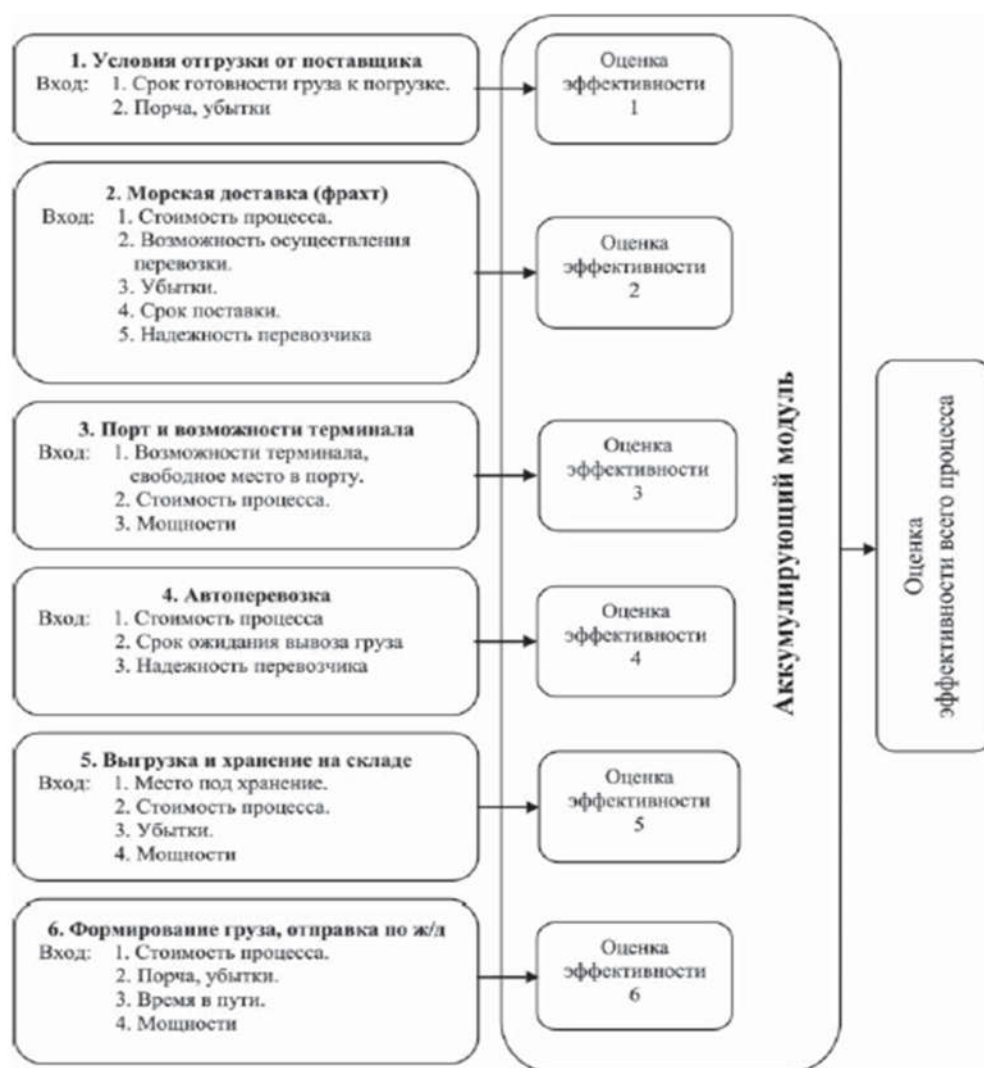 1. Условия отгрузки от поставщика
Вход: 1. Срок готовности груза к погрузке.
2. Порча, убытки
Оценка
эффективности
1
2. Морская доставка (фрахт)
Вход: 1. Стоимость процесса.
2. Возможность осуществления
перевозки.
3. Убытки.
4. Срок поставки.
5. Надежность перевозчика
Оценка
эффективности
2
3. Порт и возможности терминала
Вход: 1. Возможности терминала,
свободное место в порту.
2. Стоимость процесса.
3. Мощности
Оценка
эффективности
3
4. Автоперевозка
Вход: 1. Стоимость процесса
2. Срок ожидания вывоза груза
3. Надежность перевозчика
Оценка
эффективности
4
5. Выгрузка и хранение на складе
Вход: 1. Место под хранение.
2. Стоимость процесса.
3. Убытки.
4. Мощности
Оценка
эффективности
5
6. Формирование груза, отправка по ж/д
Вход: 1. Стоимость процесса.
2. Порча, убытки.
3. Время в пути.
4. Мощности
Оценка
эффективности
6
Аккумулирующий модуль
Оценка
эффективности всего процесса